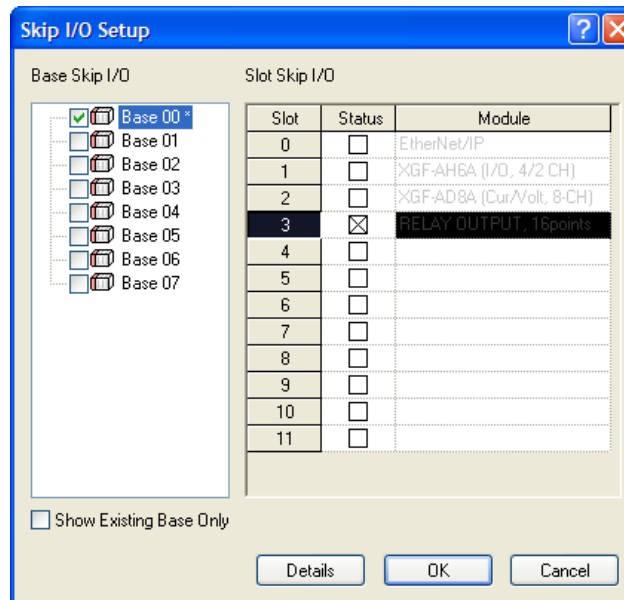 Skip I/O Setup
Base Skip I/O
Slot Skip I/O
Base 00 *
Base 01
Base 02
Base 03
Base 04
Base 05
Base 06
Base 07
Slot Status Module
0 EtherNet/IP
1 XGF-AH6A (I/O, 4/2 CH)
2 XGF-AD8A (Cur/Volt, 8-CH)
3 RELAY OUTPUT, 16points
4
5
6
7
8
9
10
11
Show Existing Base Only
Details OK Cancel